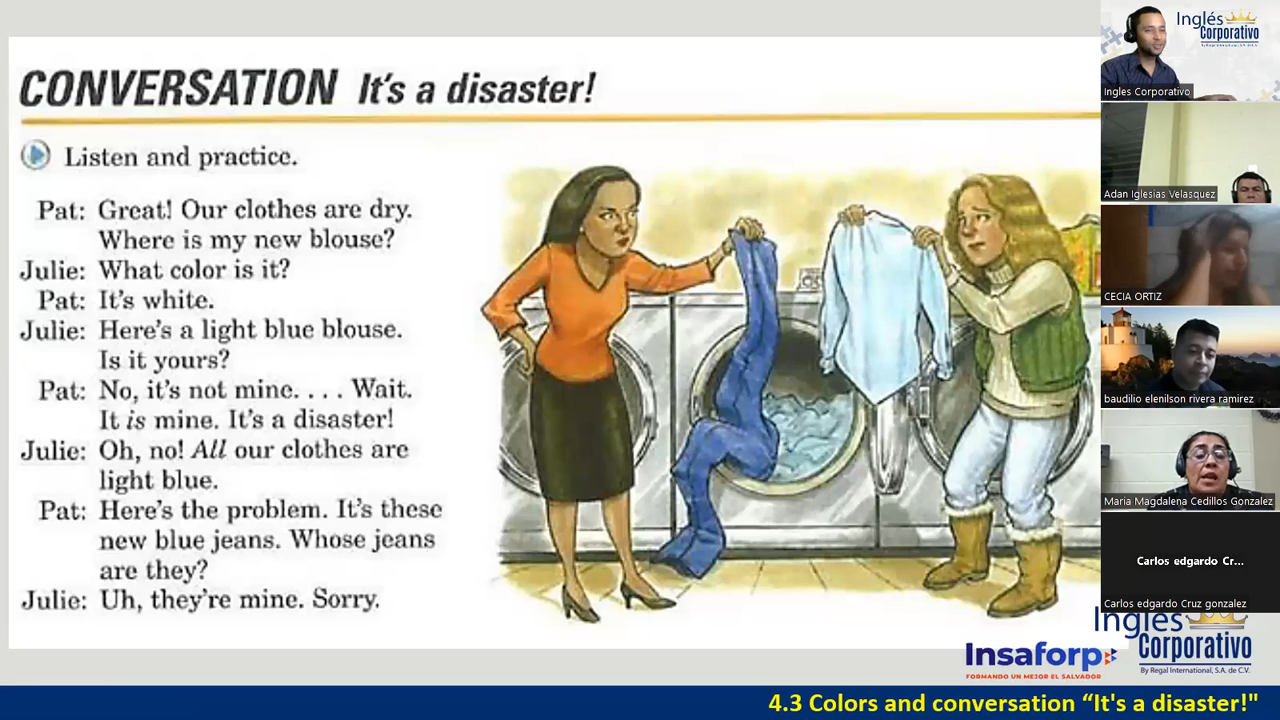 CONVERSATION It's a disaster!
Listen and practice.
Pat: Great! Our clothes are dry.
Where is my new blouse?
Julie: What color is it?
Pat: It's white.
Julie: Here's a light blue blouse.
Is it yours?
Pat: No, it's not mine. . . . Wait.
It is mine. It's a disaster!
Julie: Oh, no! All our clothes are
light blue.
Pat: Here's the problem. It's these
new blue jeans. Whose jeans
are they?
Julie: Uh, they're mine. Sorry.
Inglés
Corporativo
By Regal International, S.A. de C.V.
Ingles Corporativo
Adan Iglesias Velasquez
CECIA ORTIZ
baudilio elenilson rivera ramirez
Maria Magdalena Cedillos Gonzalez
Carlos edgardo Cr...
Carlos edgardo Cruz gonzalez
Insaforp
FORMANDO UN MEJOR EL SALVADOR
Inglés
Corporativo
By Regal International, S.A. de C.V.
4.3 Colors and conversation “It's a disaster!"